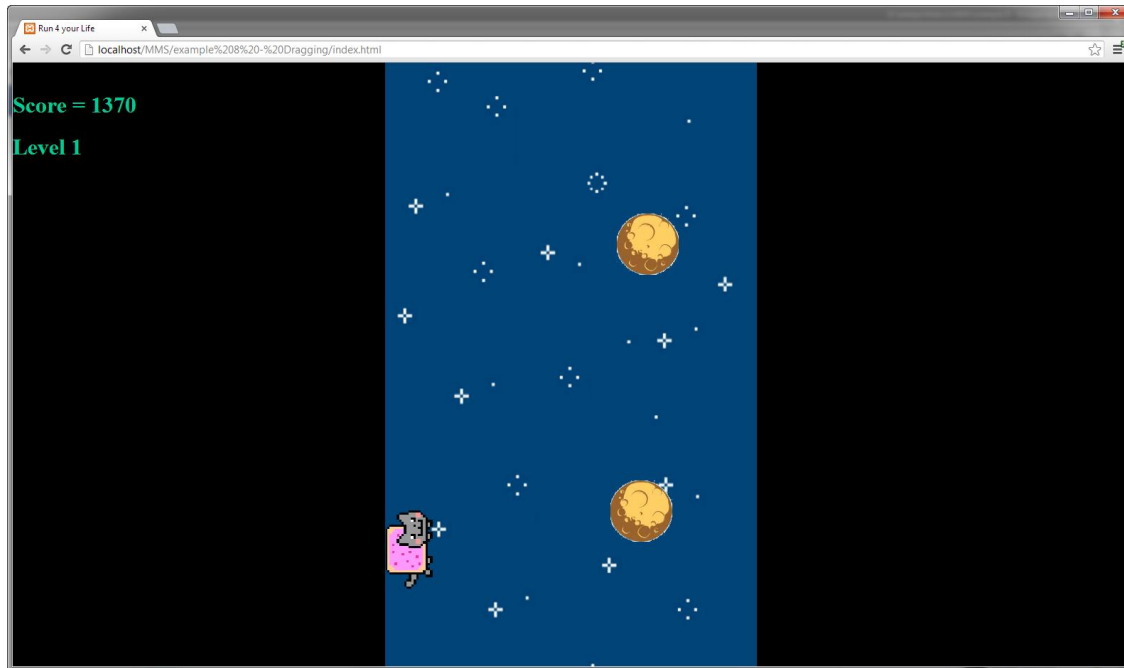 Run 4 your Life
localhost/MMS/example%208%20-%20Dragging/index.html
Score = 1370
Level 1